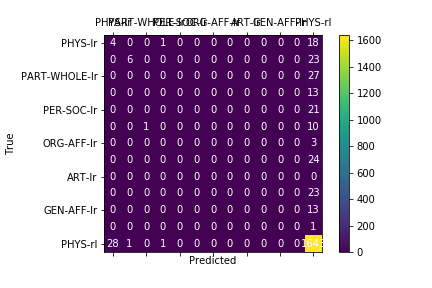 PHYS-rl
PHYS-lr 4 0 0 1 0 0 0 0 0 0 0 0 18
0 6 0 0 0 0 0 0 0 0 0 0 23
PART-WHOLE-lr 0 0 0 0 0 0 0 0 0 0 0 0 27
0 0 0 0 0 0 0 0 0 0 0 0 13
PER-SOC-lr 0 0 0 0 0 0 0 0 0 0 0 0 21
0 0 1 0 0 0 0 0 0 0 0 0 10
ORG-AFF-lr 0 0 0 0 0 0 0 0 0 0 0 0 3
0 0 0 0 0 0 0 0 0 0 0 0 24
ART-lr 0 0 0 0 0 0 0 0 0 0 0 0 0
0 0 0 0 0 0 0 0 0 0 0 0 23
GEN-AFF-lr 0 0 0 0 0 0 0 0 0 0 0 0 13
0 0 0 0 0 0 0 0 0 0 0 0 1
PHYS-rl 28 1 0 1 0 0 0 0 0 0 0 0
True
Predicted
1600
1400
1200
1000
800
600
400
200
0